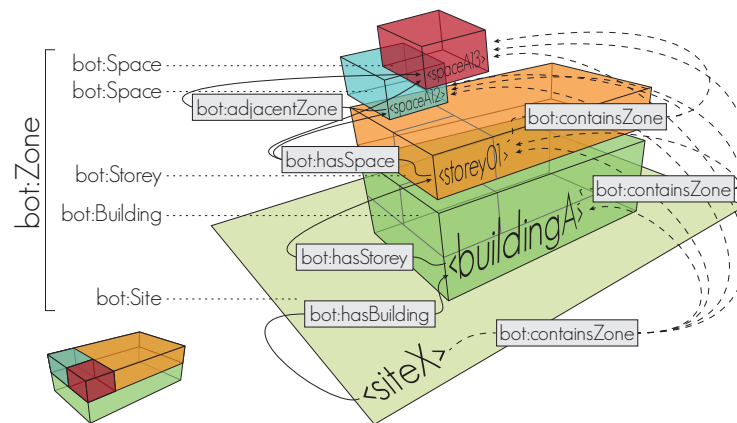 bot:Zone
bot:Space
bot:Space
bot:Storey
bot:Building
bot:Site
<spaceA13>
<spaceA12>
bot:adjacentZone
bot:containsZone
bot:hasSpace
<storey01>
bot:containsZone
<buildingA>
bot:hasStorey
bot:hasBuilding
bot:containsZone
<siteX>